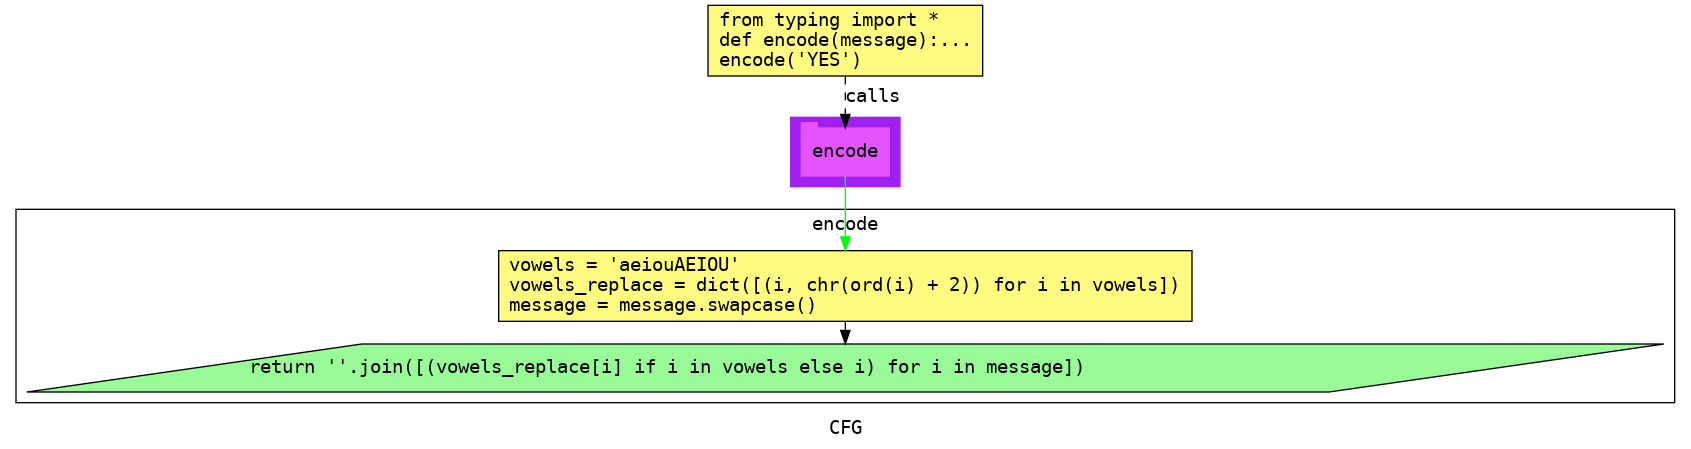 from typing import *
def encode(message):...
encode('YES')
calls
encode
encode
vowels = 'aeiouAEIOU'
vowels_replace = dict([(i, chr(ord(i) + 2)) for i in vowels])
message = message.swapcase()
return ''.join([(vowels_replace[i] if i in vowels else i) for i in message])
CFG